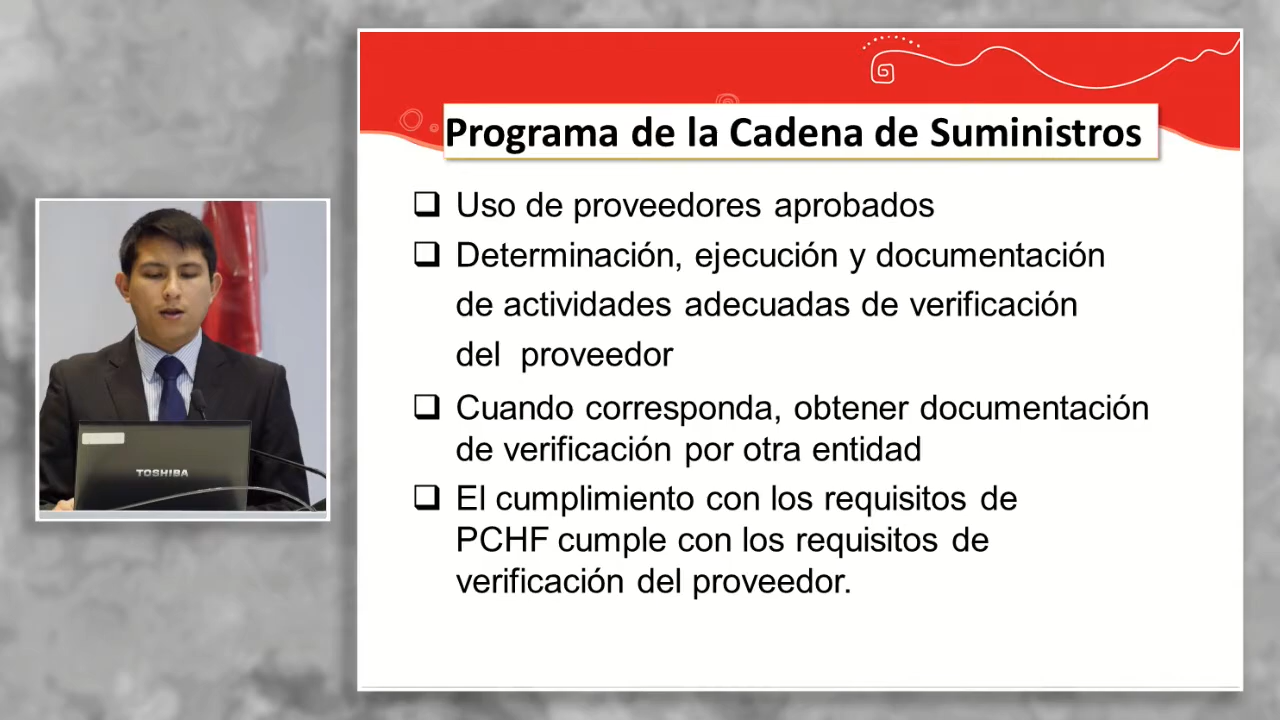 Programa de la Cadena de Suministros
Uso de proveedores aprobados
Determinación, ejecución y documentación
de actividades adecuadas de verificación
del proveedor
Cuando corresponda, obtener documentación
de verificación por otra entidad
El cumplimiento con los requisitos de
PCHF cumple con los requisitos de
verificación del proveedor.
TOSHIBA